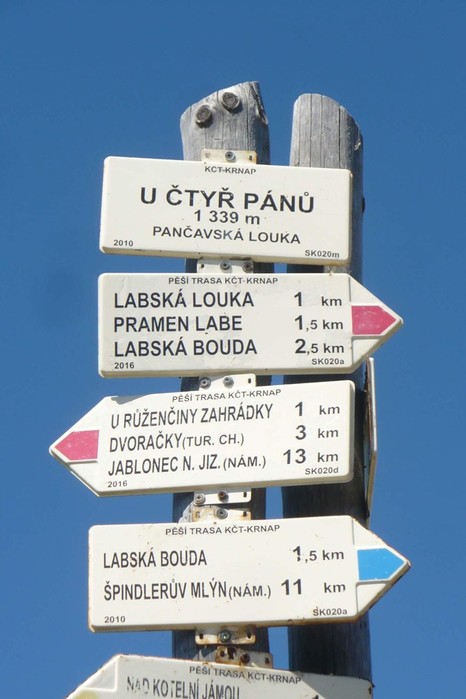 KČT-KRNAP
U ČTYŘ PÁNŮ
1 339 m
PANČAVSKÁ LOUKA
2010 SK020m
PĚŠÍ TRASA KČT-KRNAP
LABSKÁ LOUKA 1 km
PRAMEN LABE 1,5 km
LABSKÁ BOUDA 2,5 km
2016 SK020a
PĚŠÍ TRASA KČT-KRNAP
U RŮŽENČINY ZAHRÁDKY 1 km
DVORAČKY(TUR. CH.) 3 km
JABLONEC N. JIZ.(NÁM.) 13 km
2016 SK020d
PĚŠÍ TRASA KČT-KRNAP
LABSKÁ BOUDA 1,5 km
ŠPINDLERŮV MLÝN(NÁM.) 11 km
2010 SK020a
PĚŠÍ TRASA KČT-KRNAP
NAD KOTELNÍ JÁMOU